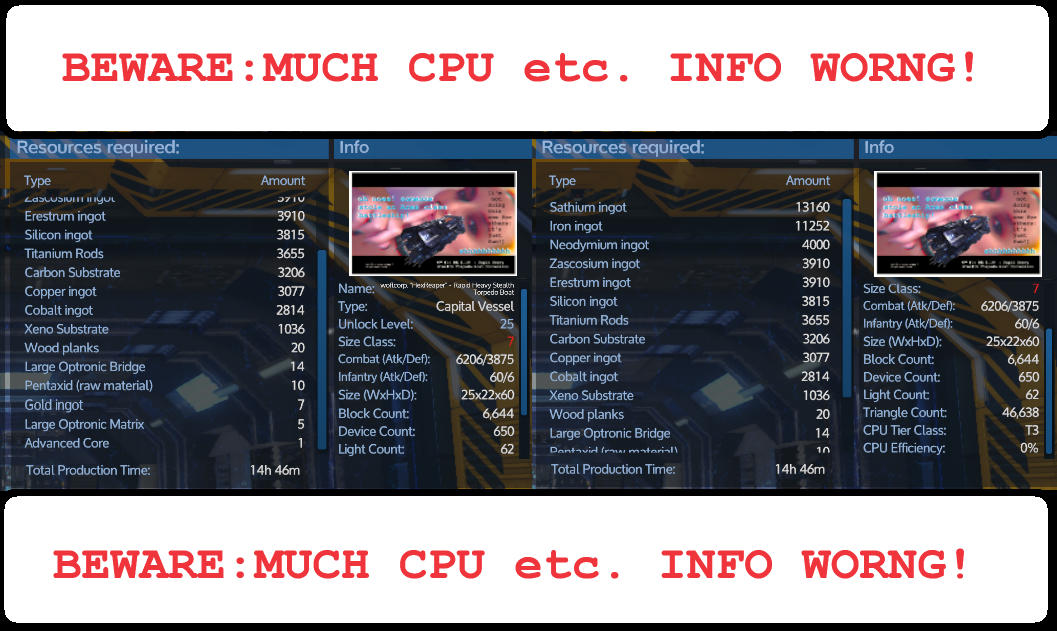 BEWARE:MUCH CPU etc. INFO WORNG!
Resources required:
Type Amount
Zascosium ingot 3910
Erestrum ingot 3910
Silicon ingot 3815
Titanium Rods 3655
Carbon Substrate 3206
Copper ingot 3077
Cobalt ingot 2814
Xeno Substrate 1036
Wood planks 20
Large Optronic Bridge 14
Pentaxid (raw material) 10
Gold ingot 7
Large Optronic Matrix 5
Advanced Core 1
Total Production Time: 14h 46m
Info
Name: wolf.corp. "HexReaper" - Rapid Heavy Stealth
Torpedo Boat
Type: Capital Vessel
Unlock Level: 25
Size Class: 7
Combat (Atk/Def): 6206/3875
Infantry (Atk/Def): 60/6
Size (WxHxD): 25x22x60
Block Count: 6,644
Device Count: 650
Light Count: 62
Resources required:
Type Amount
Sathium ingot 13160
Iron ingot 11252
Neodymium ingot 4000
Zascosium ingot 3910
Erestrum ingot 3910
Silicon ingot 3815
Titanium Rods 3655
Carbon Substrate 3206
Copper ingot 3077
Cobalt ingot 2814
Xeno Substrate 1036
Wood planks 20
Large Optronic Bridge 14
Pentaxid (raw material) 10
Total Production Time: 14h 46m
Info
Size Class: 7
Combat (Atk/Def): 6206/3875
Infantry (Atk/Def): 60/6
Size (WxHxD): 25x22x60
Block Count: 6,644
Device Count: 650
Light Count: 62
Triangle Count: 46,638
CPU Tier Class: T3
CPU Efficiency: 0%
BEWARE:MUCH CPU etc. INFO WORNG!